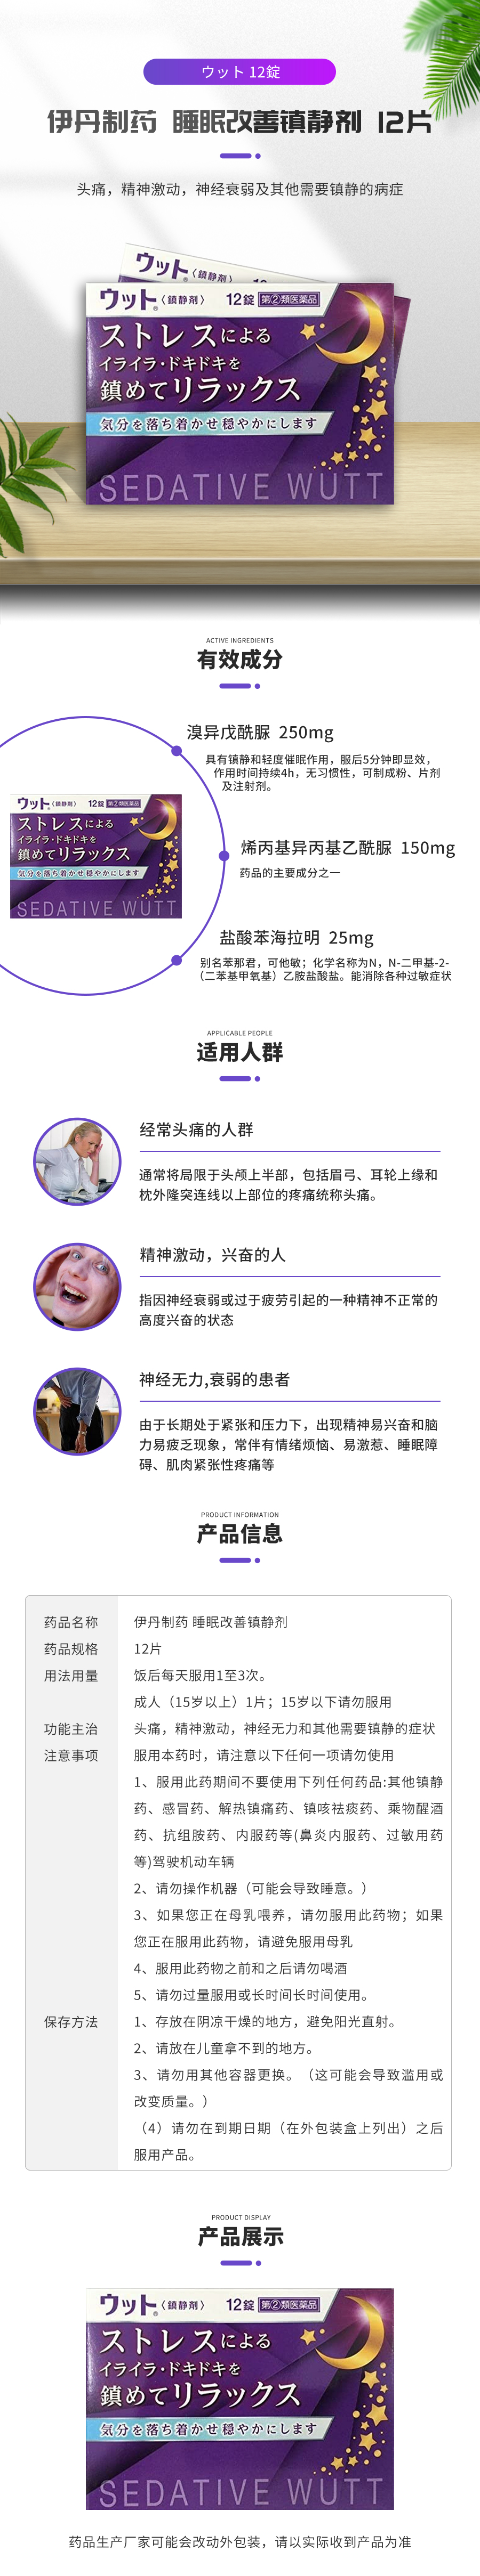 ウット 12錠
伊丹制药 睡眠改善镇静剂 12片
头痛，精神激动，神经衰弱及其他需要镇静的病症
ウット®〈鎮静剤〉
ウット®〈鎮静剤〉 12錠 第②類医薬品
ストレスによる
イライラ・ドキドキを
鎮めてリラックス
気分を落ち着かせ穏やかにします
SEDATIVE WUTT
ACTIVE INGREDIENTS
有效成分
溴异戊酰脲 250mg
具有镇静和轻度催眠作用，服后5分钟即显效，
作用时间持续4h，无习惯性，可制成粉、片剂
及注射剂。
ウット®〈鎮静剤〉 12錠 第②類医薬品
ストレスによる
イライラ・ドキドキを
鎮めてリラックス
気分を落ち着かせ穏やかにします
SEDATIVE WUTT
烯丙基异丙基乙酰脲 150mg
药品的主要成分之一
盐酸苯海拉明 25mg
别名苯那君，可他敏；化学名称为N，N-二甲基-2-
（二苯基甲氧基）乙胺盐酸盐。能消除各种过敏症状
APPLICABLE PEOPLE
适用人群
经常头痛的人群
通常将局限于头颅上半部，包括眉弓、耳轮上缘和
枕外隆突连线以上部位的疼痛统称头痛。
精神激动，兴奋的人
指因神经衰弱或过于疲劳引起的一种精神不正常的
高度兴奋的状态
神经无力,衰弱的患者
由于长期处于紧张和压力下，出现精神易兴奋和脑
力易疲乏现象，常伴有情绪烦恼、易激惹、睡眠障
碍、肌肉紧张性疼痛等
PRODUCT INFORMATION
产品信息
药品名称 伊丹制药 睡眠改善镇静剂
药品规格 12片
用法用量 饭后每天服用1至3次。
成人（15岁以上）1片；15岁以下请勿服用
功能主治 头痛，精神激动，神经无力和其他需要镇静的症状
注意事项 服用本药时，请注意以下任何一项请勿使用
1、服用此药期间不要使用下列任何药品:其他镇静
药、感冒药、解热镇痛药、镇咳祛痰药、乘物醒酒
药、抗组胺药、内服药等(鼻炎内服药、过敏用药
等)驾驶机动车辆
2、请勿操作机器（可能会导致睡意。）
3、如果您正在母乳喂养，请勿服用此药物；如果
您正在服用此药物，请避免服用母乳
4、服用此药物之前和之后请勿喝酒
5、请勿过量服用或长时间长时间使用。
保存方法 1、存放在阴凉干燥的地方，避免阳光直射。
2、请放在儿童拿不到的地方。
3、请勿用其他容器更换。（这可能会导致滥用或
改变质量。）
（4）请勿在到期日期（在外包装盒上列出）之后
服用产品。
PRODUCT DISPLAY
产品展示
ウット®〈鎮静剤〉 12錠 第②類医薬品
ストレスによる
イライラ・ドキドキを
鎮めてリラックス
気分を落ち着かせ穏やかにします
SEDATIVE WUTT
药品生产厂家可能会改动外包装，请以实际收到产品为准